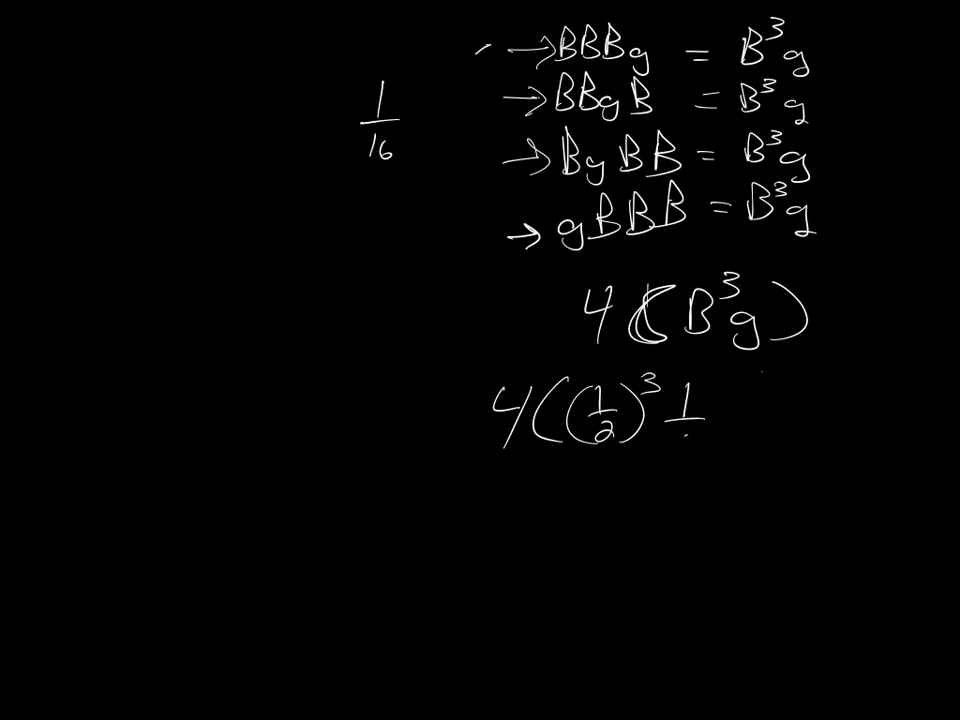 →BBBg = B³g
→BBgB = B³g
1/16
→BgBB = B³g
→gBBB = B³g
4(B³g)
4((1/2)³ 1/